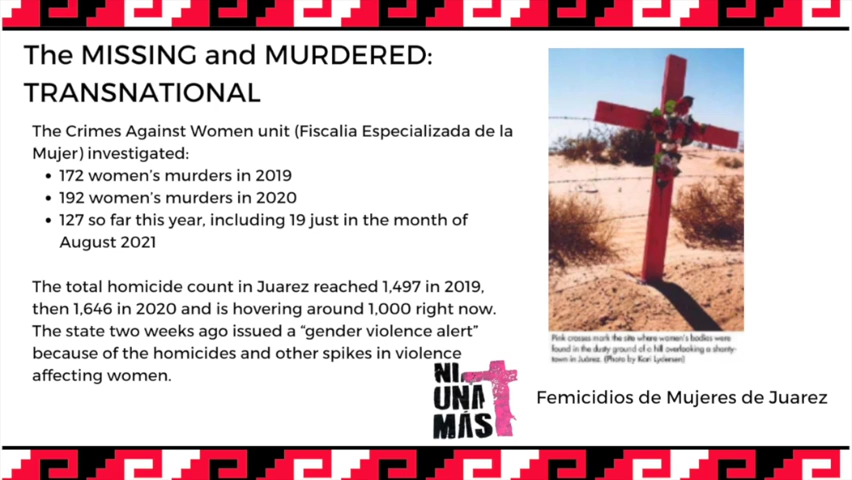 The MISSING and MURDERED:
TRANSNATIONAL
The Crimes Against Women unit (Fiscalia Especializada de la
Mujer) investigated:
• 172 women's murders in 2019
• 192 women's murders in 2020
• 127 so far this year, including 19 just in the month of
August 2021
The total homicide count in Juarez reached 1,497 in 2019,
then 1,646 in 2020 and is hovering around 1,000 right now.
The state two weeks ago issued a “gender violence alert”
because of the homicides and other spikes in violence
affecting women.
Pink crosses mark the site where women's bodies were
found in the dusty ground of a hill overlooking a shanty-
town in Juárez. (Photo by Kari Lydersen)
NI
UNA
MÁS
Femicidios de Mujeres de Juarez